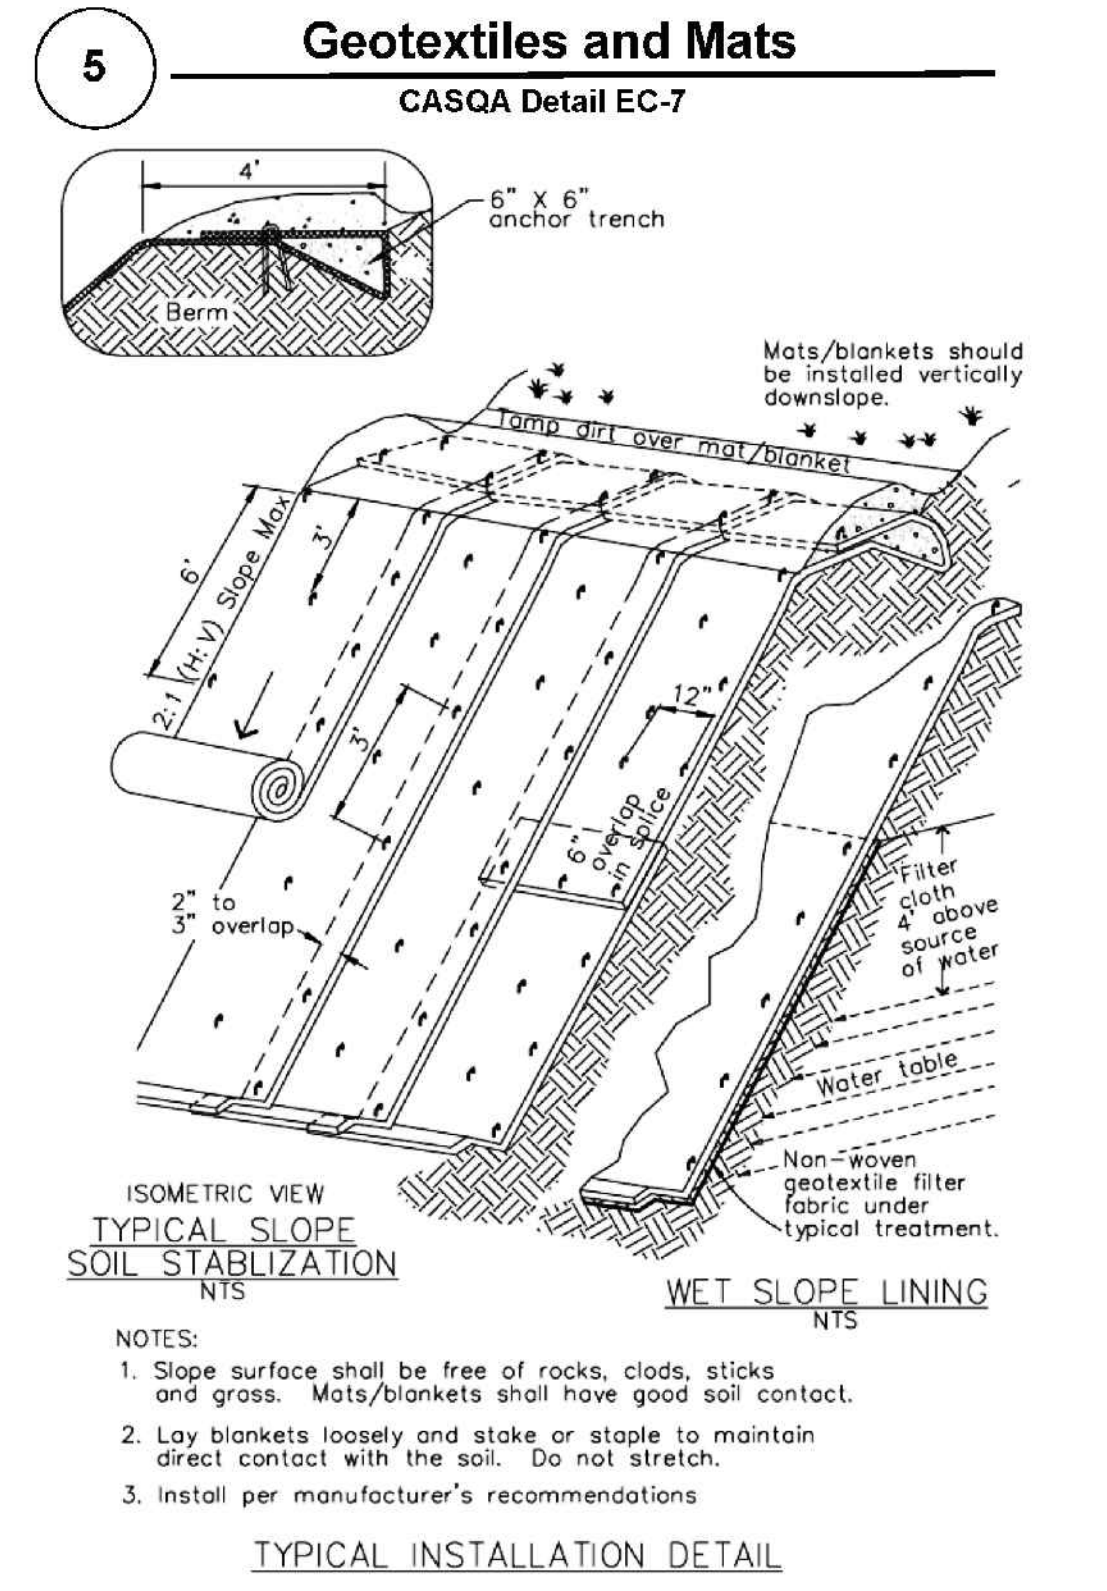 5
Geotextiles and Mats
CASQA Detail EC-7
4'
6" X 6"
anchor trench
Berm
Mats/blankets should
be installed vertically
downslope.
Tamp dirt over mat/blanket
6'
2:1 (H:V) Slope Max
3'
12"
3'
6"
overlap
in splice
2" to
3" overlap
Filter
cloth
4' above
source
of water
Water table
Non-woven
geotextile filter
fabric under
typical treatment.
ISOMETRIC VIEW
TYPICAL SLOPE
SOIL STABLIZATION
NTS
WET SLOPE LINING
NTS
NOTES:
1. Slope surface shall be free of rocks, clods, sticks
and grass. Mats/blankets shall have good soil contact.
2. Lay blankets loosely and stake or staple to maintain
direct contact with the soil. Do not stretch.
3. Install per manufacturer's recommendations
TYPICAL INSTALLATION DETAIL